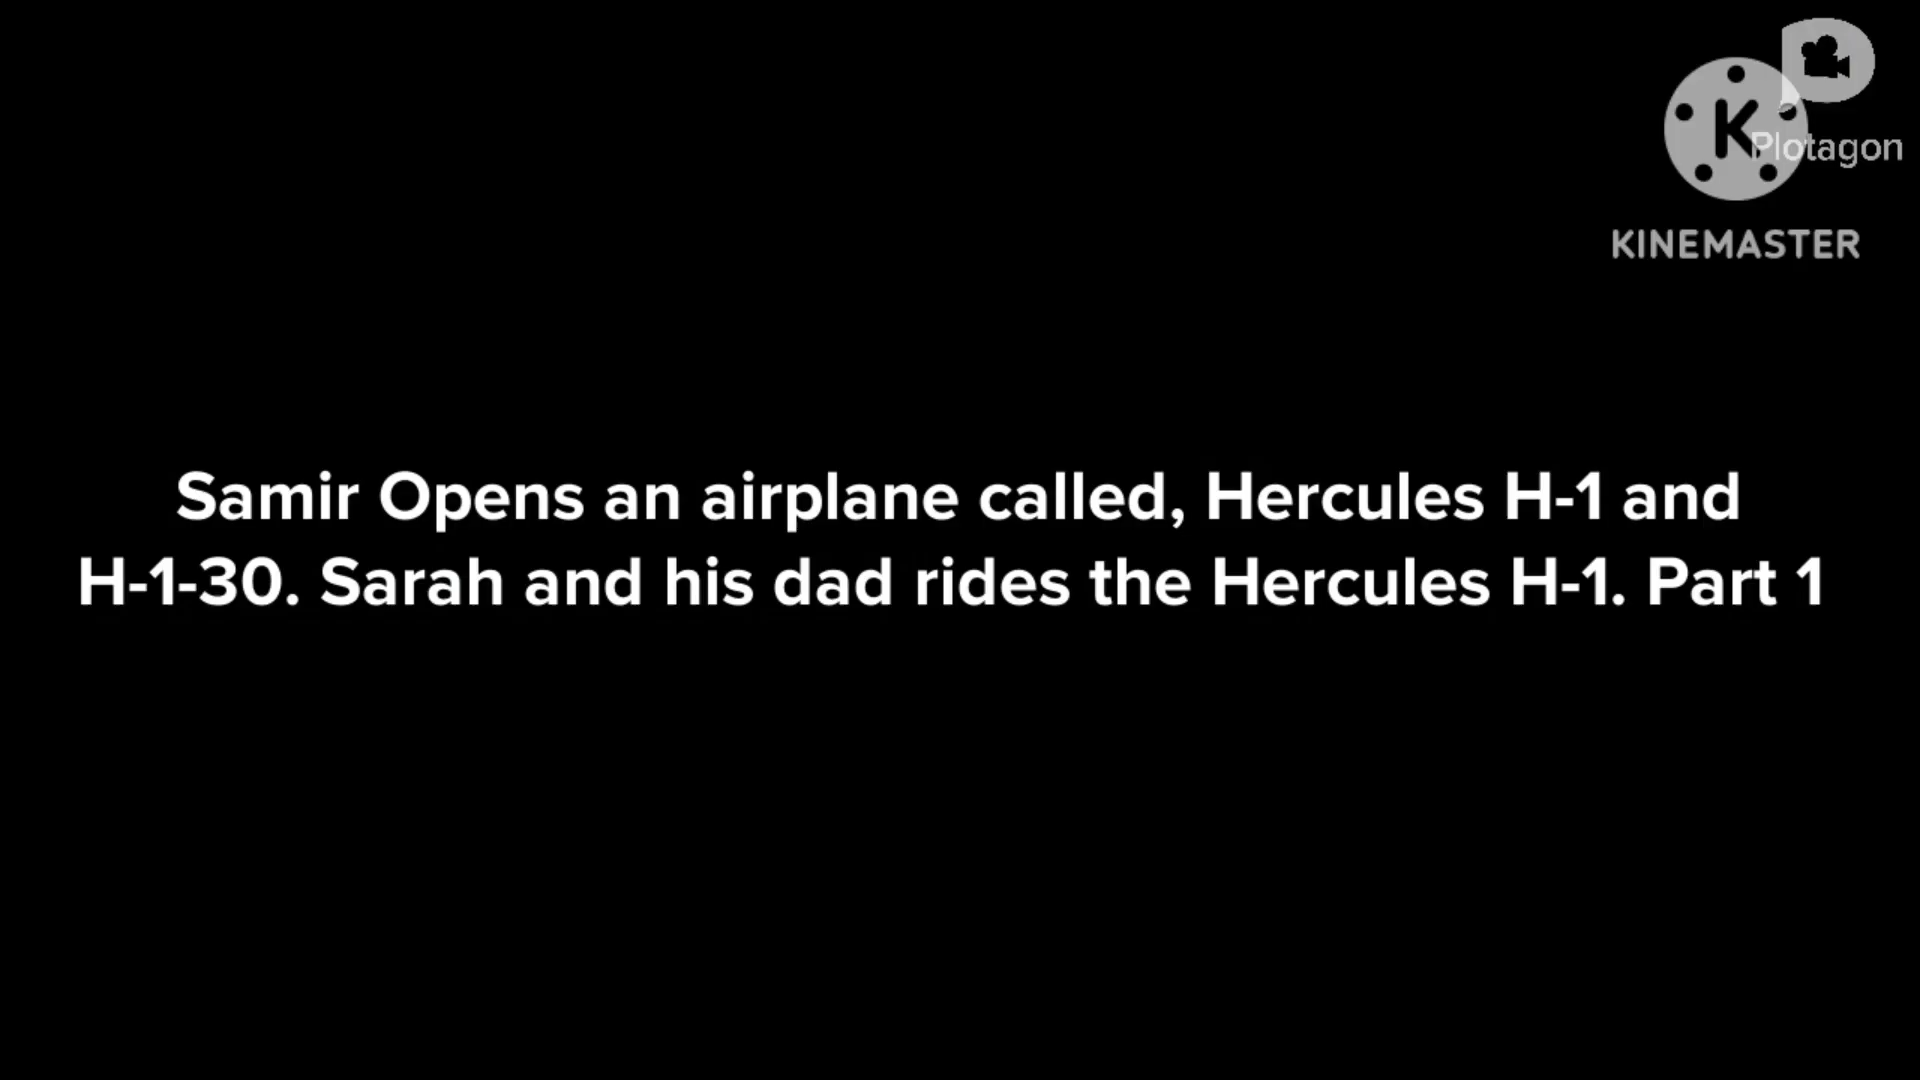 Plotagon
KINEMASTER
Samir Opens an airplane called, Hercules H-1 and
H-1-30. Sarah and his dad rides the Hercules H-1. Part 1